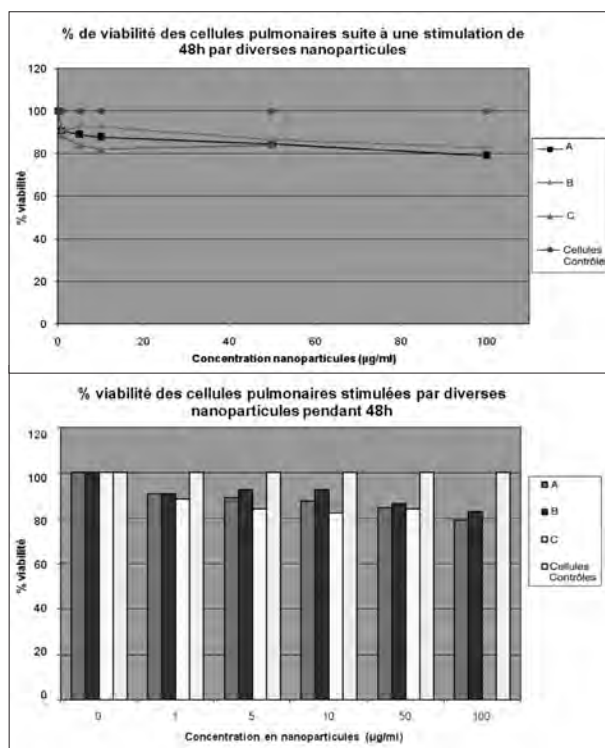 % de viabilité des cellules pulmonaires suite à une stimulation de
48h par diverses nanoparticules
120
100
80
60
40
20
0
% viabilité
0 20 40 60 80 100
Concentration nanoparticules (µg/ml)
A
B
C
Cellules
Contrôle
% viabilité des cellules pulmonaires stimulées par diverses
nanoparticules pendant 48h
120
100
80
60
40
20
0
% viabilité
0 1 5 10 50 100
Concentration en nanoparticules (µg/ml)
A
B
C
Cellules
Contrôles